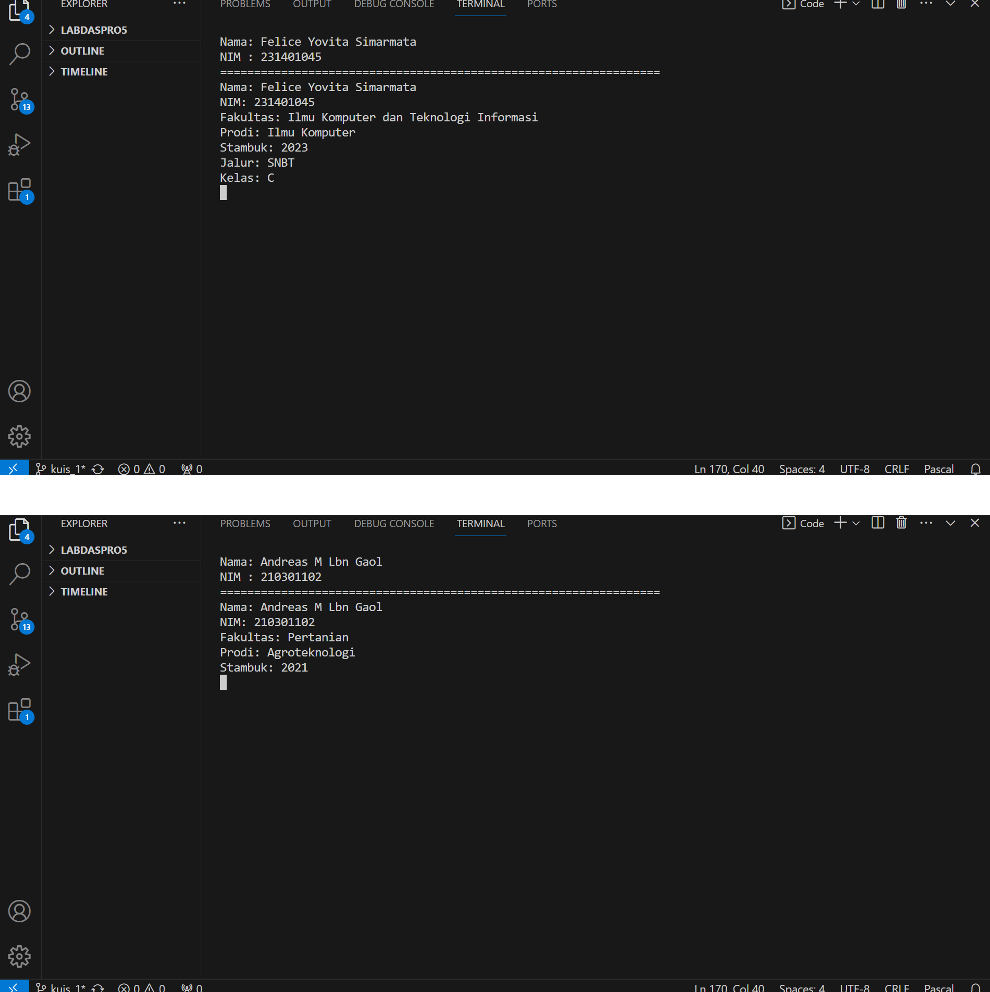 EXPLORER ··· PROBLEMS OUTPUT DEBUG CONSOLE TERMINAL PORTS Code ···
4
LABDASPRO5
OUTLINE
TIMELINE
13
1
Nama: Felice Yovita Simarmata
NIM : 231401045
=================================================================
Nama: Felice Yovita Simarmata
NIM: 231401045
Fakultas: Ilmu Komputer dan Teknologi Informasi
Prodi: Ilmu Komputer
Stambuk: 2023
Jalur: SNBT
Kelas: C
kuis_1* 0 0 0 Ln 170, Col 40 Spaces: 4 UTF-8 CRLF Pascal
EXPLORER ··· PROBLEMS OUTPUT DEBUG CONSOLE TERMINAL PORTS Code ···
4
LABDASPRO5
OUTLINE
TIMELINE
13
1
Nama: Andreas M Lbn Gaol
NIM : 210301102
=================================================================
Nama: Andreas M Lbn Gaol
NIM: 210301102
Fakultas: Pertanian
Prodi: Agroteknologi
Stambuk: 2021
kuis_1* 0 0 0 Ln 170, Col 40 Spaces: 4 UTF-8 CRLF Pascal